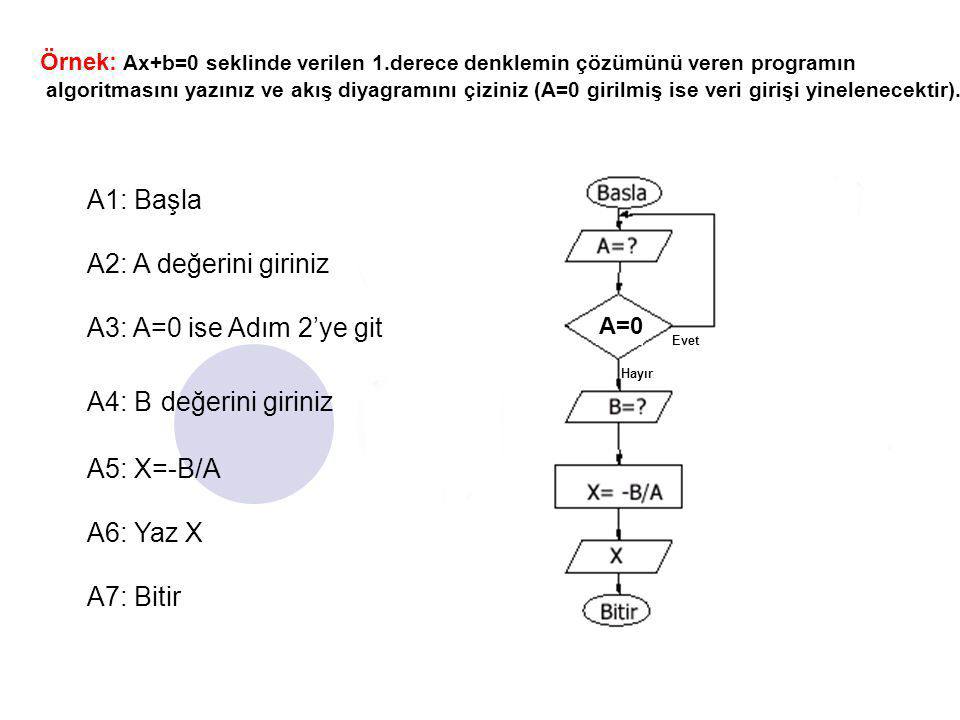 Örnek: Ax+b=0 seklinde verilen 1.derece denklemin çözümünü veren programın
algoritmasını yazınız ve akış diyagramını çiziniz (A=0 girilmiş ise veri girişi yinelenecektir).
A1: Başla
A2: A değerini giriniz
A3: A=0 ise Adım 2’ye git
A4: B değerini giriniz
A5: X=-B/A
A6: Yaz X
A7: Bitir
Basla
A=?
A=0
Evet
Hayır
B=?
X= -B/A
X
Bitir